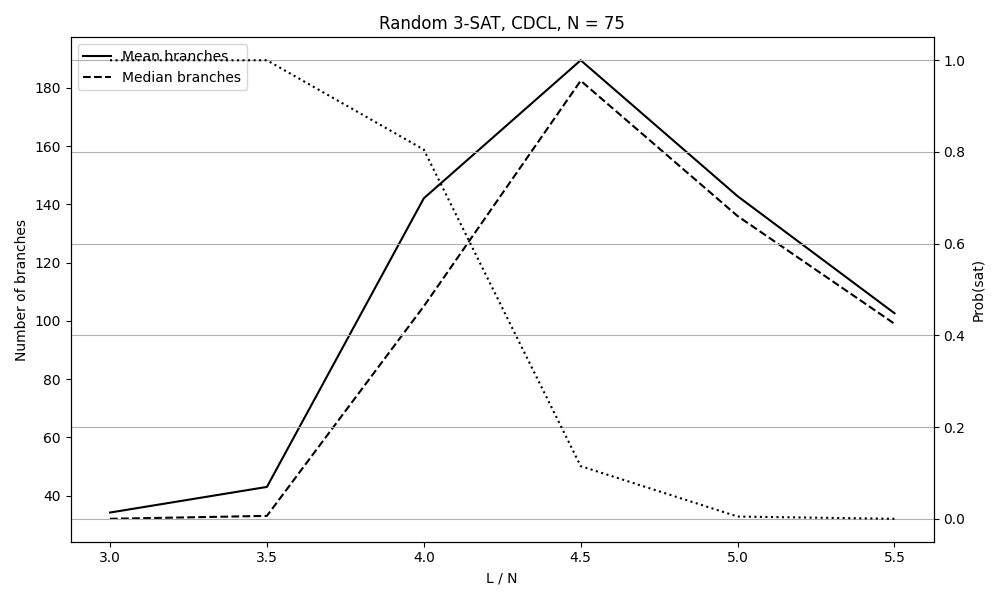 Random 3-SAT, CDCL, N = 75
Mean branches
Median branches
180
160
140
120
100
80
60
40
Number of branches
1.0
0.8
0.6
0.4
0.2
0.0
Prob(sat)
3.0 3.5 4.0 4.5 5.0 5.5
L / N